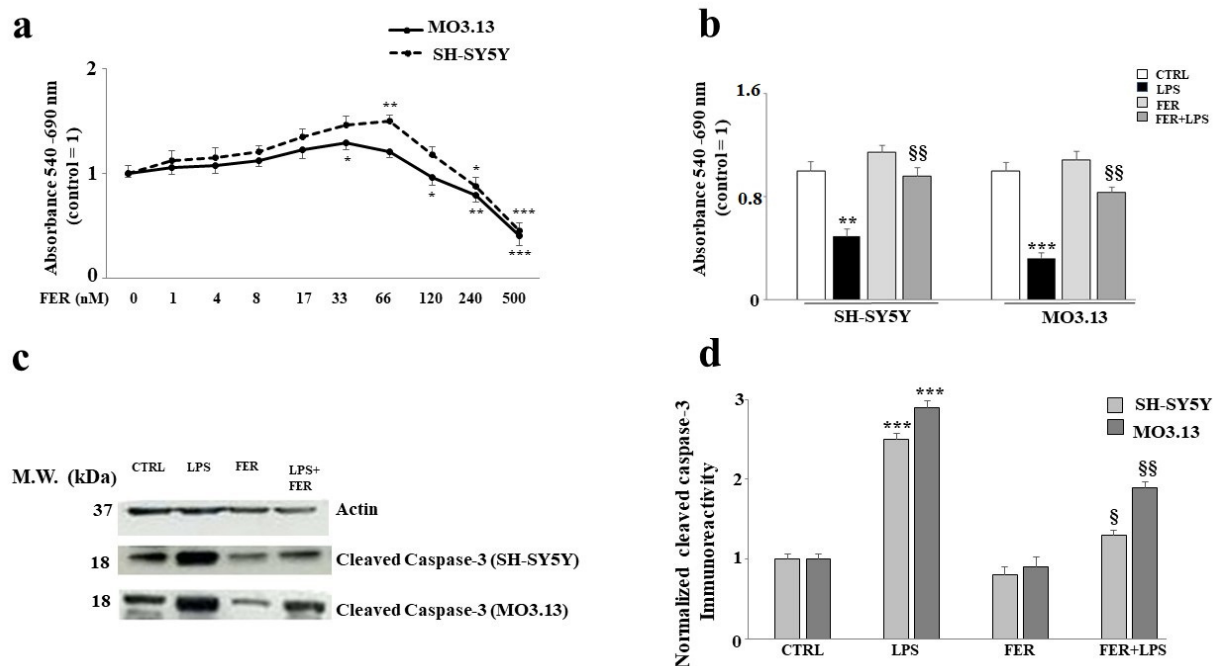 a
MO3.13
SH-SY5Y
Absorbance 540 -690 nm
(control = 1)
2
1
0
**
*
*
*
**
***
***
FER (nM) 0 1 4 8 17 33 66 120 240 500
b
CTRL
LPS
FER
FER+LPS
Absorbance 540 -690 nm
(control = 1)
1.6
0.8
0
**
§§
***
§§
SH-SY5Y MO3.13
c
M.W. (kDa) CTRL LPS FER LPS+
FER
37 Actin
18 Cleaved Caspase-3 (SH-SY5Y)
18 Cleaved Caspase-3 (MO3.13)
d
SH-SY5Y
MO3.13
Normalized cleaved caspase-3
Immunoreactivity
3
2
1
0
***
***
§
§§
CTRL LPS FER FER+LPS